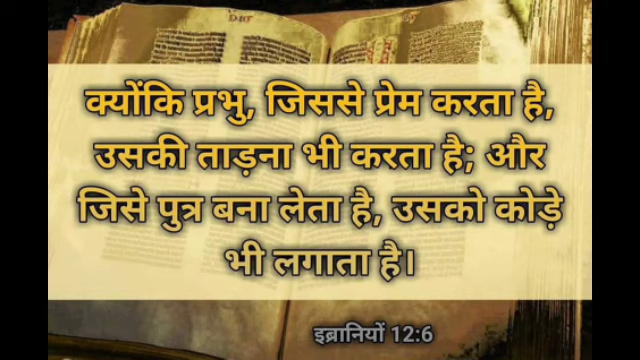 क्योंकि प्रभु, जिससे प्रेम करता है,
उसकी ताड़ना भी करता है; और
जिसे पुत्र बना लेता है, उसको कोड़े
भी लगाता है।
इब्रानियों 12:6